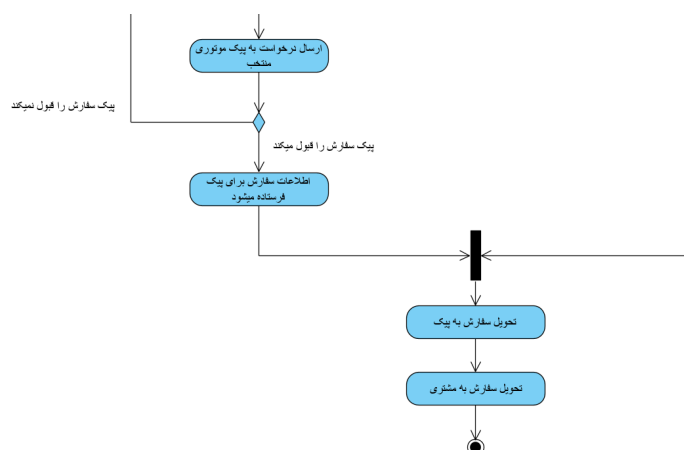 ارسال درخواست به پیک موتوری
منتخب
پیک سفارش را قبول نمیکند
پیک سفارش را قبول میکند
اطلاعات سفارش برای پیک
فرستاده میشود
تحویل سفارش به پیک
تحویل سفارش به مشتری